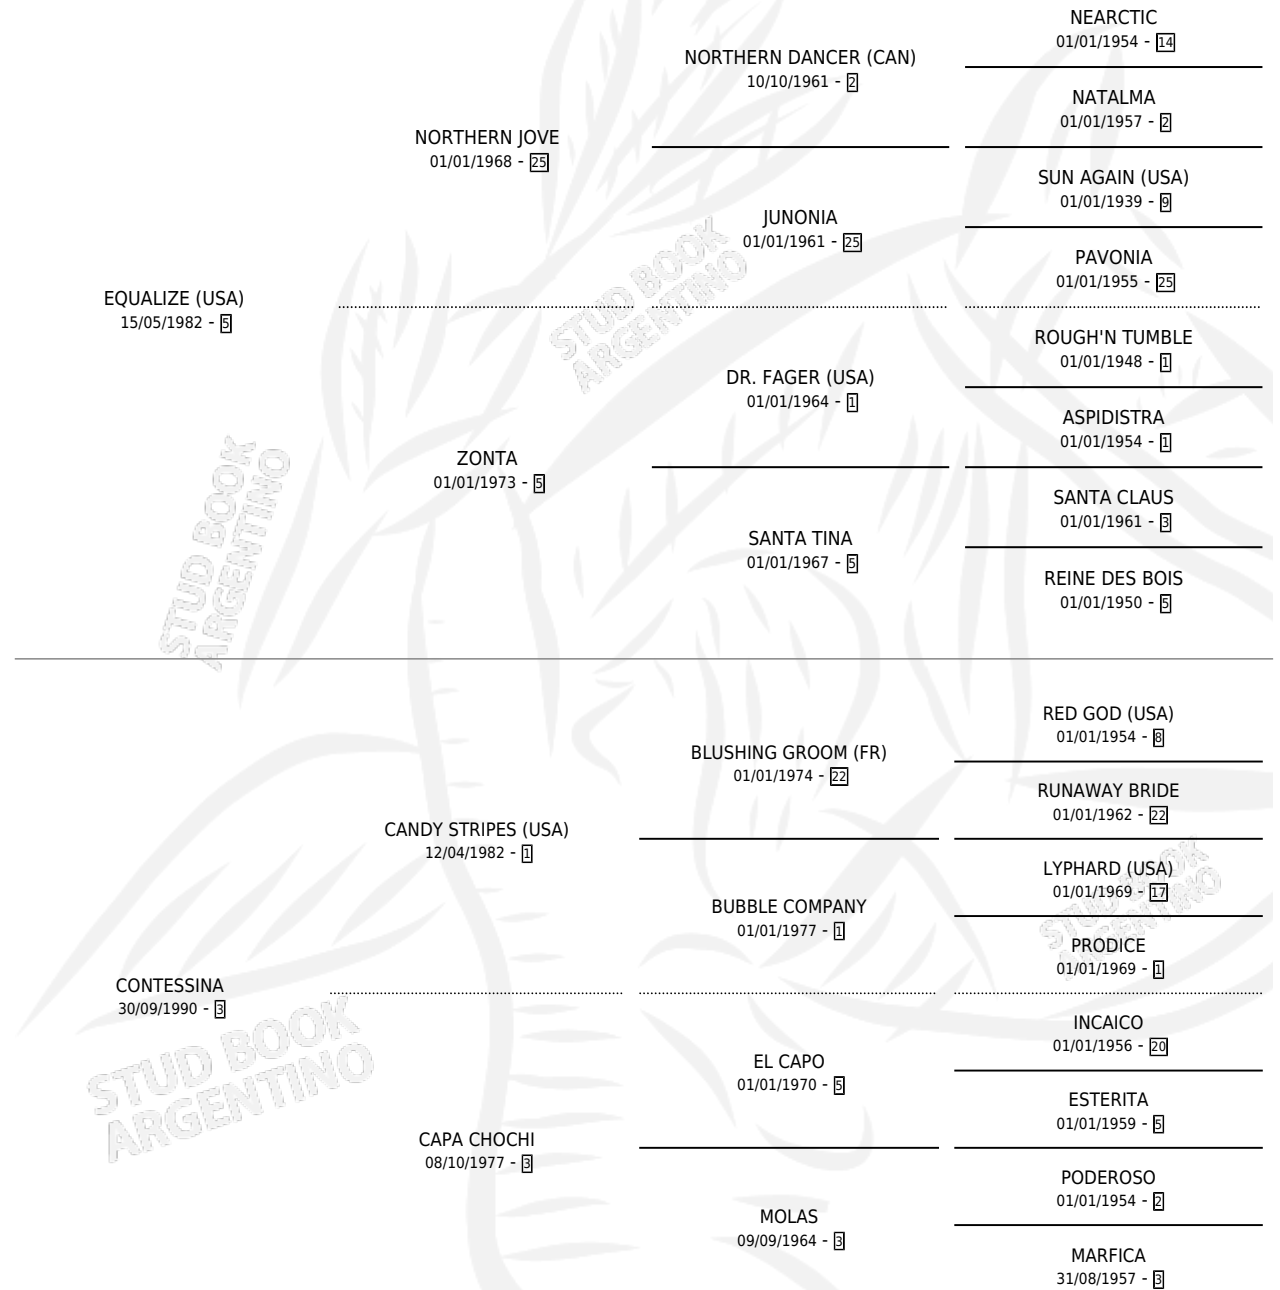 EQUALIZE (USA)
15/05/1982 - 5
NORTHERN JOVE
01/01/1968 - 25
NORTHERN DANCER (CAN)
10/10/1961 - 2
NEARCTIC
01/01/1954 - 14
NATALMA
01/01/1957 - 2
JUNONIA
01/01/1961 - 25
SUN AGAIN (USA)
01/01/1939 - 9
PAVONIA
01/01/1955 - 25
ZONTA
01/01/1973 - 5
DR. FAGER (USA)
01/01/1964 - 1
ROUGH'N TUMBLE
01/01/1948 - 1
ASPIDISTRA
01/01/1954 - 1
SANTA TINA
01/01/1967 - 5
SANTA CLAUS
01/01/1961 - 3
REINE DES BOIS
01/01/1950 - 5
CONTESSINA
30/09/1990 - 3
CANDY STRIPES (USA)
12/04/1982 - 1
BLUSHING GROOM (FR)
01/01/1974 - 22
RED GOD (USA)
01/01/1954 - 8
RUNAWAY BRIDE
01/01/1962 - 22
BUBBLE COMPANY
01/01/1977 - 1
LYPHARD (USA)
01/01/1969 - 17
PRODICE
01/01/1969 - 1
CAPA CHOCHI
08/10/1977 - 3
EL CAPO
01/01/1970 - 5
INCAICO
01/01/1956 - 20
ESTERITA
01/01/1959 - 5
MOLAS
09/09/1964 - 3
PODEROSO
01/01/1954 - 2
MARFICA
31/08/1957 - 3
STUD BOOK
ARGENTINO
STUD BOOK
ARGENTINO
STUD BOOK
ARGENTINO
STUD BOOK
ARGENTINO